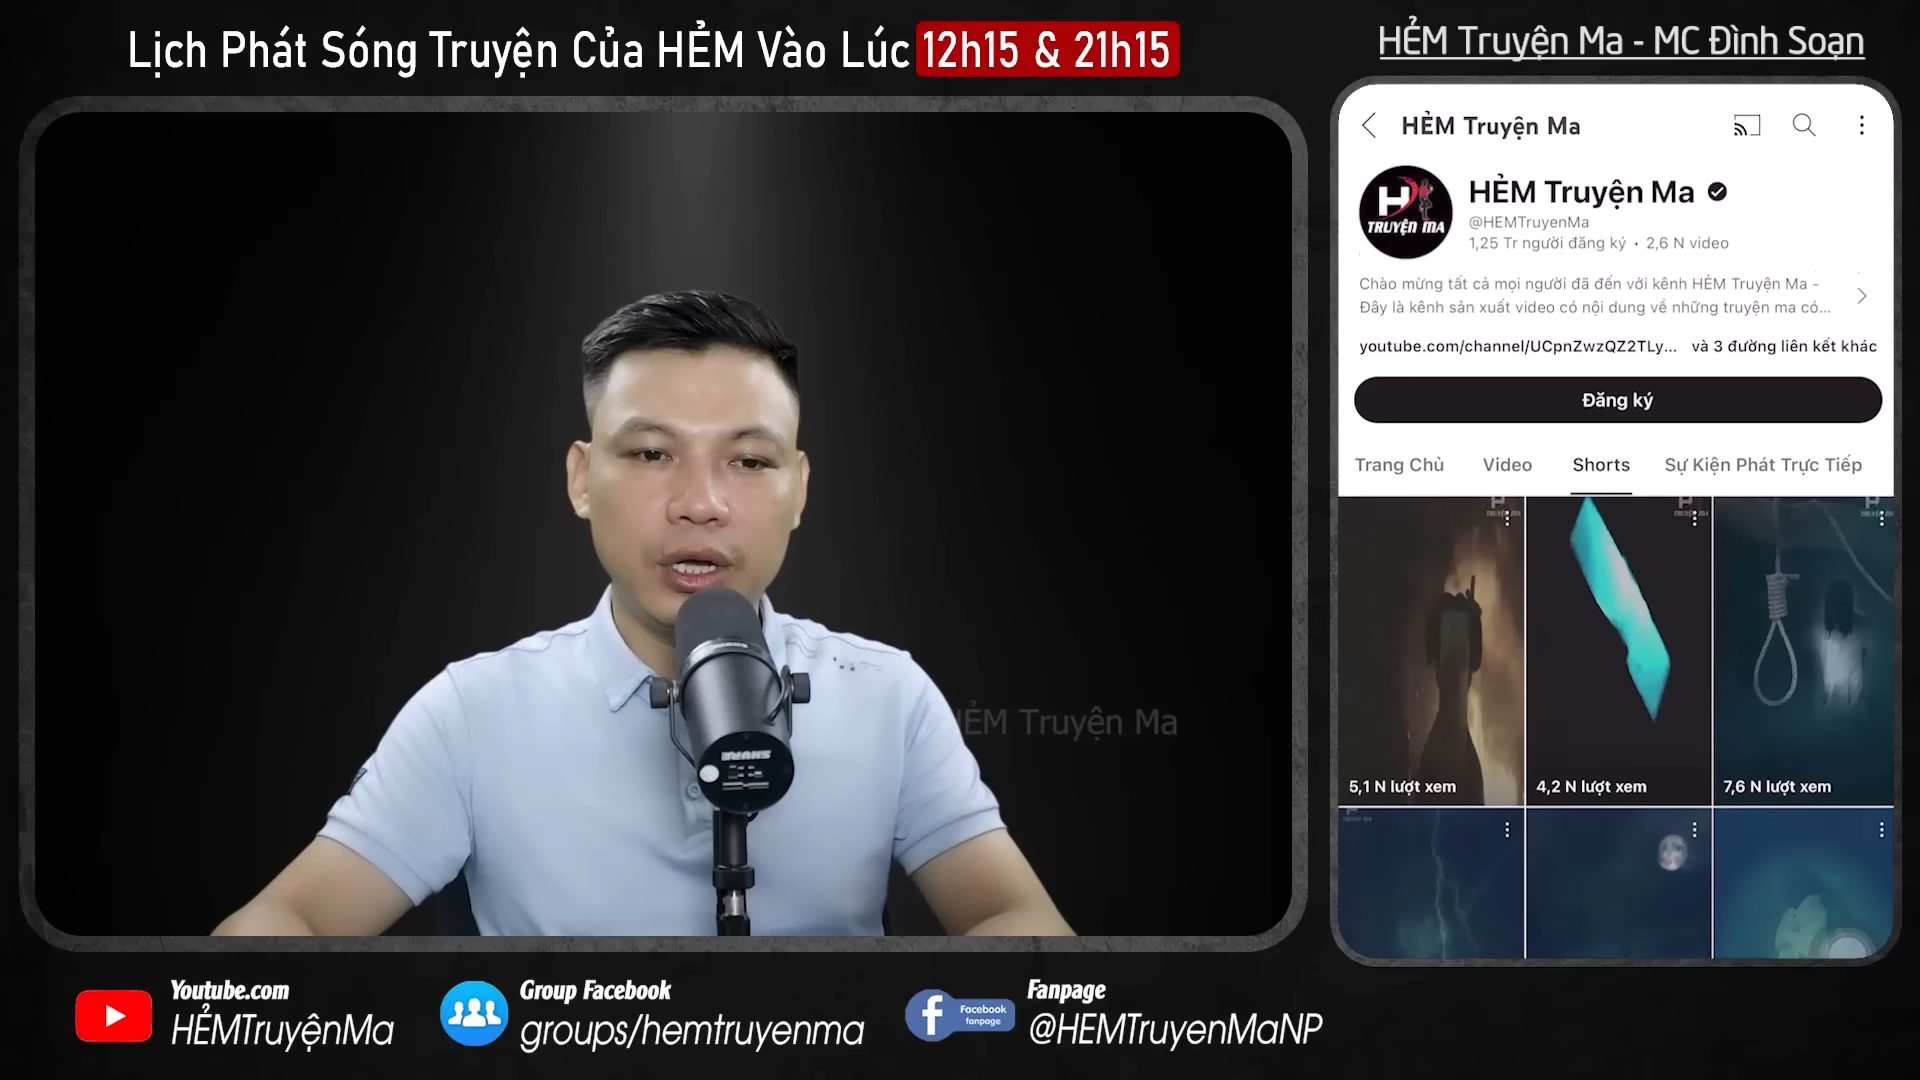 Lịch Phát Sóng Truyện Của HẺM Vào Lúc 12h15 & 21h15
HẺM Truyện Ma - MC Đình Soạn
HẺM Truyện Ma
H
TRUYỆN MA
HẺM Truyện Ma
@HEMTruyenMa
1,25 Tr người đăng ký • 2,6 N video
Chào mừng tất cả mọi người đã đến với kênh HẺM Truyện Ma -
Đây là kênh sản xuất video có nội dung về những truyện ma có...
youtube.com/channel/UCpnZwzQZ2TLy... và 3 đường liên kết khác
Đăng ký
Trang Chủ Video Shorts Sự Kiện Phát Trực Tiếp
5,1 N lượt xem 4,2 N lượt xem 7,6 N lượt xem
HẺM Truyện Ma
SHURE
Youtube.com
HẺMTruyệnMa
Group Facebook
groups/hemtruyenma
Facebook
fanpage
Fanpage
@HEMTruyenMaNP